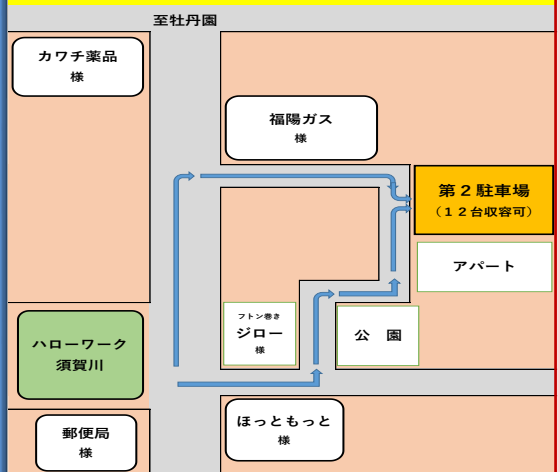 至牡丹園
カワチ薬品
様
福陽ガス
様
第２駐車場
（１２台収容可）
アパート
フトン巻き
ジロー
様
公　園
ハローワーク
須賀川
ほっともっと
様
郵便局
様